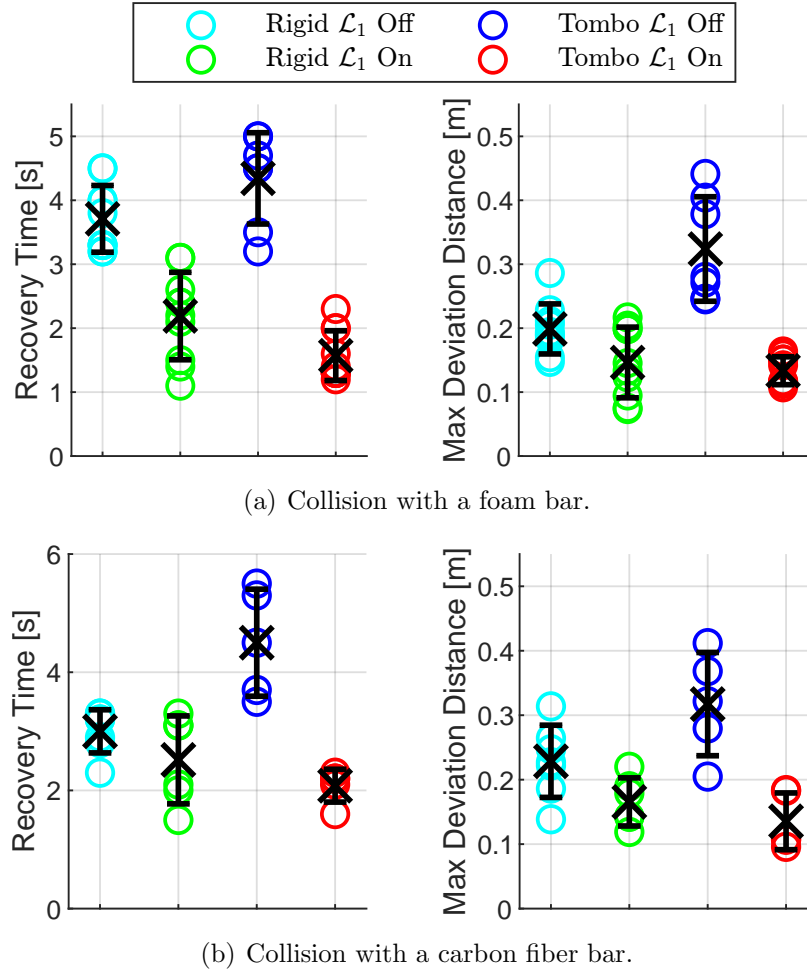 Rigid ℒ₁ Off Tombo ℒ₁ Off
Rigid ℒ₁ On Tombo ℒ₁ On
Recovery Time [s]
5
4
3
2
1
0
Max Deviation Distance [m]
0.5
0.4
0.3
0.2
0.1
0
(a) Collision with a foam bar.
Recovery Time [s]
6
4
2
0
Max Deviation Distance [m]
0.5
0.4
0.3
0.2
0.1
0
(b) Collision with a carbon fiber bar.